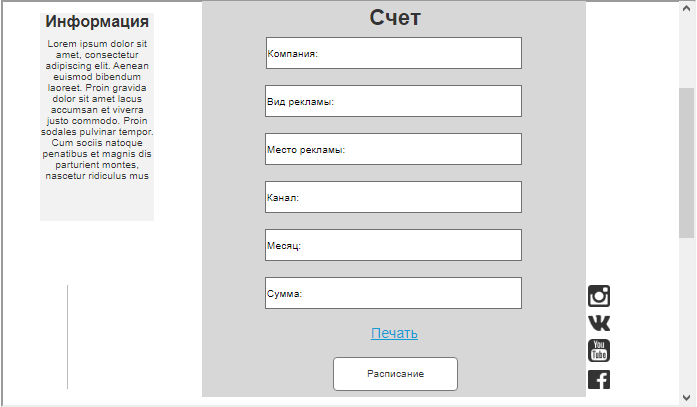 Информация
Lorem ipsum dolor sit
amet, consectetur
adipiscing elit. Aenean
euismod bibendum
laoreet. Proin gravida
dolor sit amet lacus
accumsan et viverra
justo commodo. Proin
sodales pulvinar tempor.
Cum sociis natoque
penatibus et magnis dis
parturient montes,
nascetur ridiculus mus
Счет
Компания:
Вид рекламы:
Место рекламы:
Канал:
Месяц:
Сумма:
Печать
Расписание
You
Tube